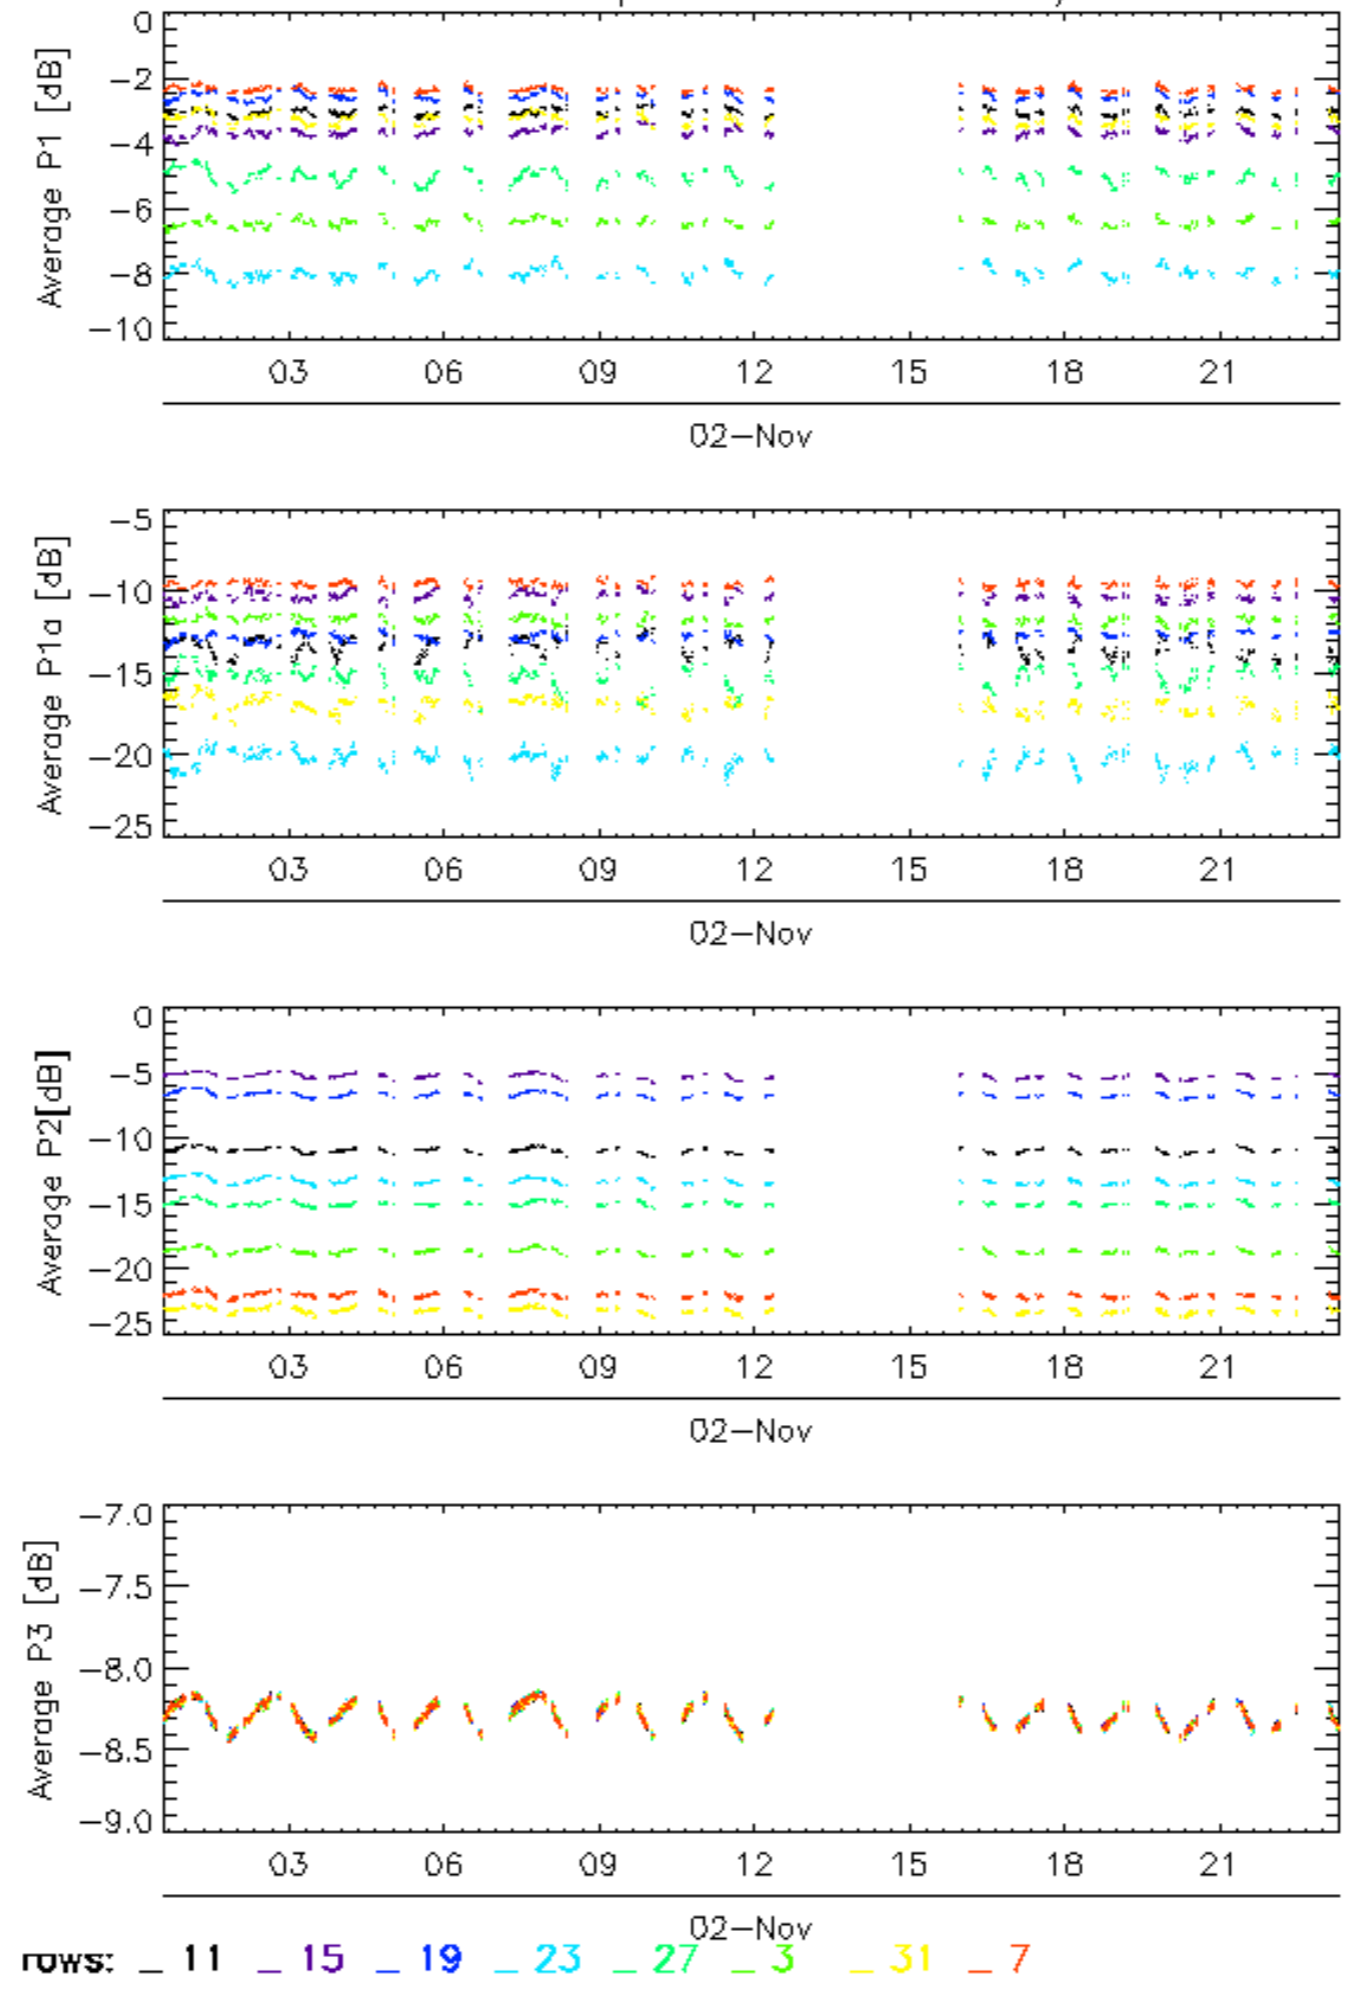 Average P1 [dB]
0
−2
−4
−6
−8
−10
03 06 09 12 15 18 21
02−Nov
Average P1a [dB]
−5
−10
−15
−20
−25
03 06 09 12 15 18 21
02−Nov
Average P2[dB]
0
−5
−10
−15
−20
−25
03 06 09 12 15 18 21
02−Nov
Average P3 [dB]
−7.0
−7.5
−8.0
−8.5
−9.0
03 06 09 12 15 18 21
02−Nov
rows: _ 11 _ 15 _ 19 _ 23 _ 27 _ 3 _ 31 _ 7